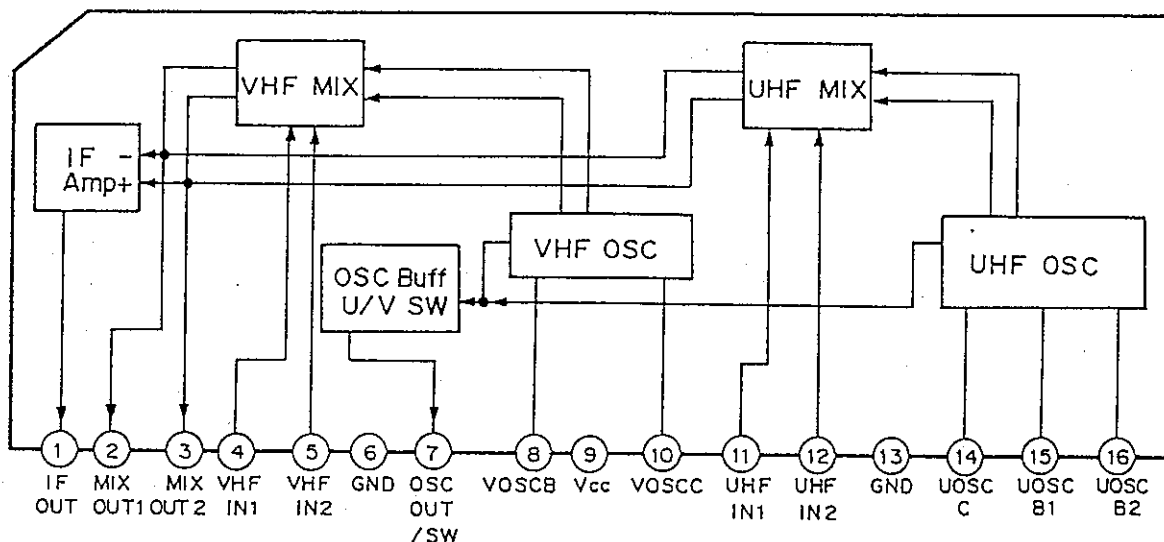 VHF MIX
UHF MIX
IF -
Amp+
VHF OSC
UHF OSC
OSC Buff
U/V SW
1
2
3
4
5
6
7
8
9
10
11
12
13
14
15
16
IF
OUT
MIX
OUT1
MIX
OUT2
VHF
IN1
VHF
IN2
GND
OSC
OUT
/SW
VOSCB
Vcc
VOSCC
UHF
IN1
UHF
IN2
GND
UOSC
C
UOSC
B1
UOSC
B2